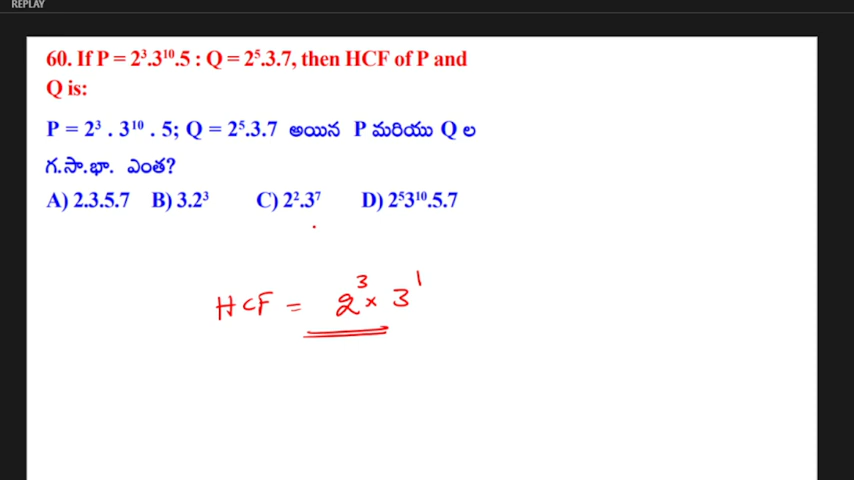 REPLAY
60. If P = 2³.3¹⁰.5 : Q = 2⁵.3.7, then HCF of P and
Q is:
P = 2³ . 3¹⁰ . 5; Q = 2⁵.3.7 అయిన P మరియు Q ల
గ.సా.భా. ఎంత?
A) 2.3.5.7 B) 3.2³ C) 2².3⁷ D) 2⁵3¹⁰.5.7
HCF = 2³ × 3¹